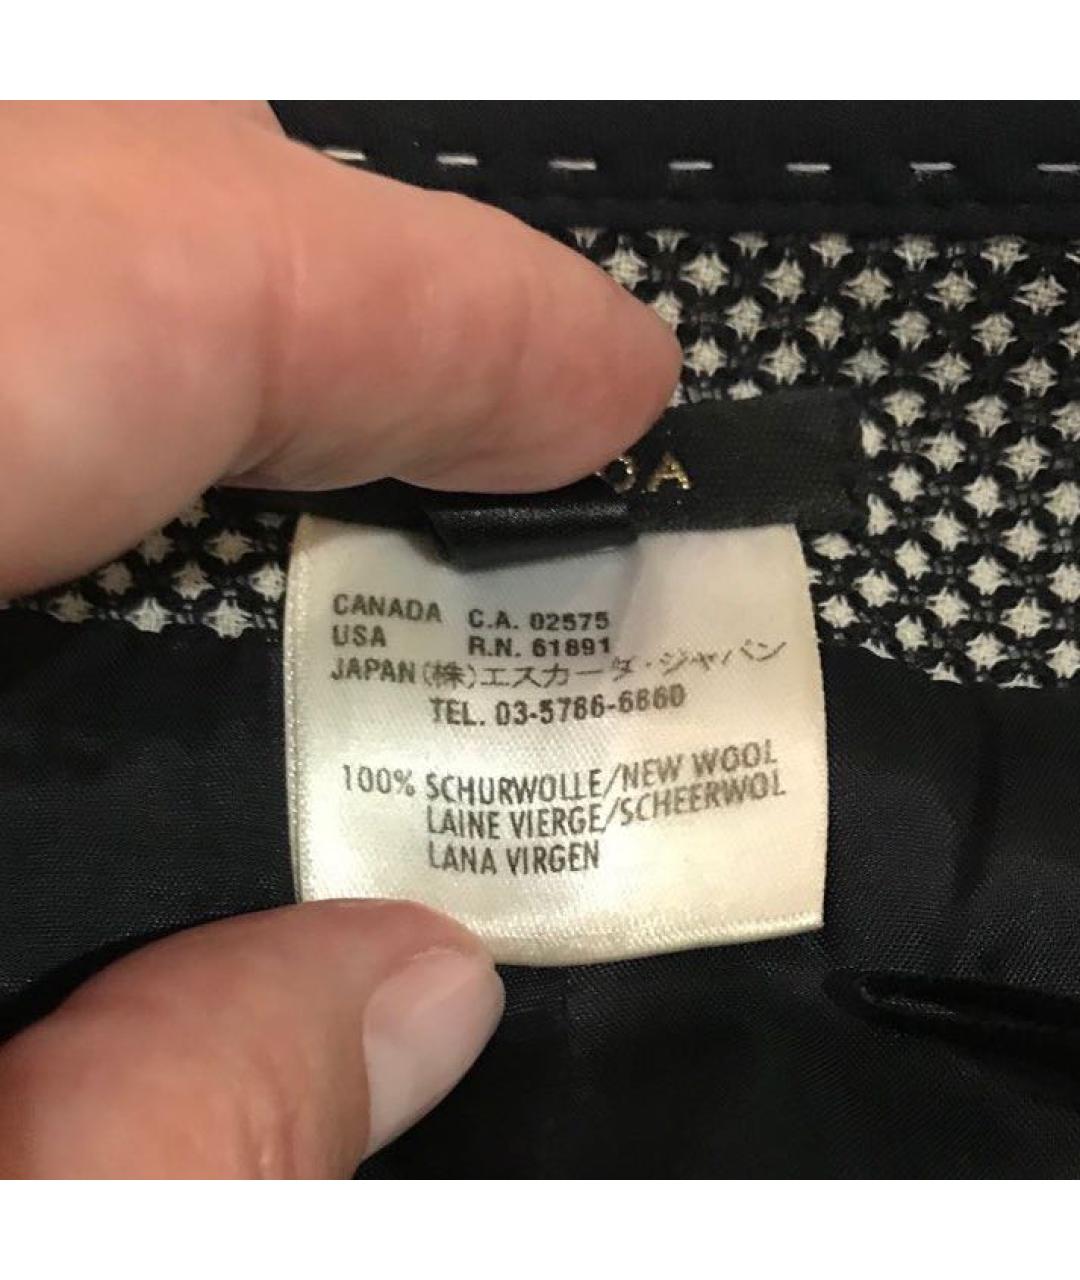 DA
CANADA C.A. 02575
USA R.N. 61891
JAPAN (株)エスカーダ・ジャパン
TEL. 03-5786-6860
100% SCHURWOLLE/NEW WOOL
LAINE VIERGE/SCHEERWOL
LANA VIRGEN